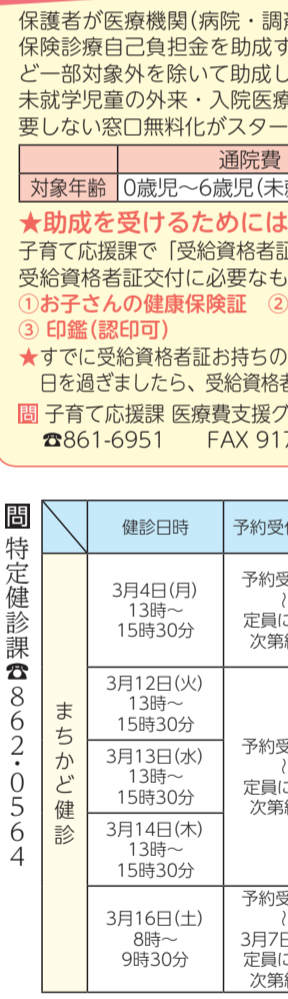 保護者が医療機関(病院・調
保険診療自己負担金を助成す
ど一部対象外を除いて助成し
未就学児童の外来・入院医療
要しない窓口無料化がスター
通院費
対象年齢 0歳児～6歳児(未
★助成を受けるためには
子育て応援課で「受給資格者証
受給資格者証交付に必要なも
①お子さんの健康保険証 ②
③ 印鑑(認印可)
★すでに受給資格者証お持ちの
日を過ぎましたら、受給資格者
問 子育て応援課 医療費支援グ
☎861-6951 FAX 917
問 特定健診課☎862・0564
健診日時 予約受
まちかど健診
3月4日(月)
13時～
15時30分
予約受
～
定員に
次第
3月12日(火)
13時～
15時30分
3月13日(水)
13時～
15時30分
3月14日(木)
13時～
15時30分
予約受
～
定員に
次第
3月16日(土)
8時～
9時30分
予約受
～
3月7日
定員に
次第